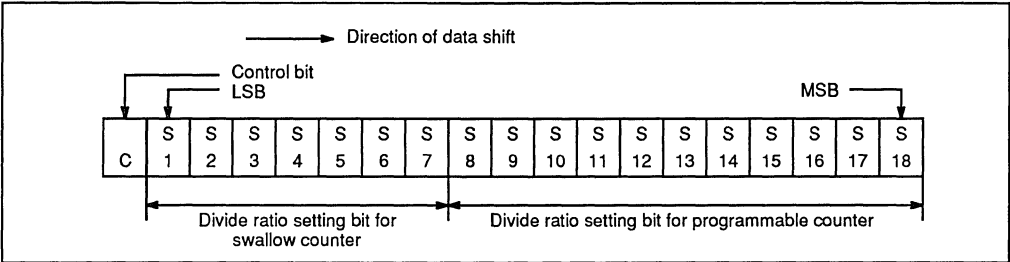 Direction of data shift
Control bit
LSB
MSB
C S 1 S 2 S 3 S 4 S 5 S 6 S 7 S 8 S 9 S 10 S 11 S 12 S 13 S 14 S 15 S 16 S 17 S 18
Divide ratio setting bit for
swallow counter
Divide ratio setting bit for programmable counter